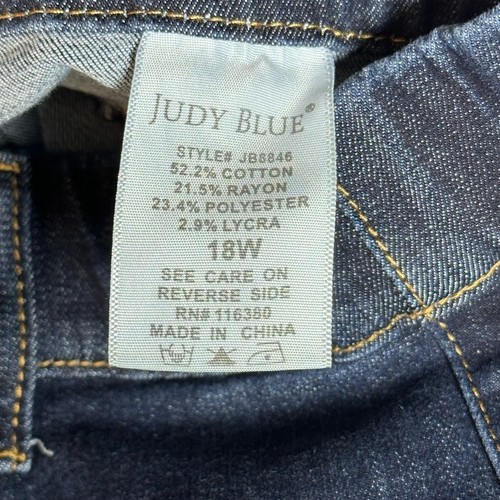 JUDY BLUE®
STYLE# JB8846
52.2% COTTON
21.5% RAYON
23.4% POLYESTER
2.9% LYCRA
18W
SEE CARE ON
REVERSE SIDE
RN# 116380
MADE IN CHINA